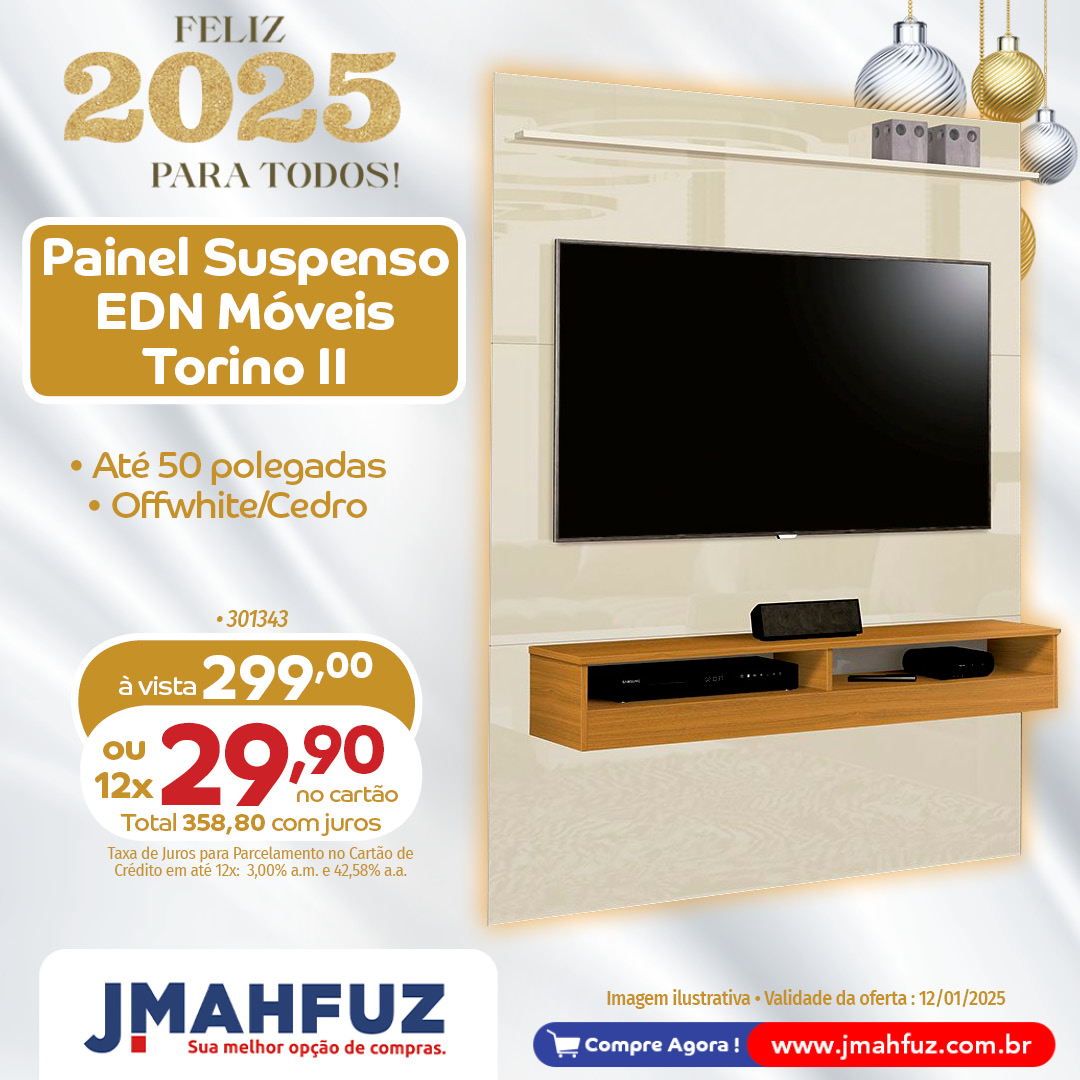 FELIZ
2025
PARA TODOS!
Painel Suspenso
EDN Móveis
Torino II
• Até 50 polegadas
• Offwhite/Cedro
• 301343
à vista 299,00
ou 12x 29,90 no cartão
Total 358,80 com juros
Taxa de Juros para Parcelamento no Cartão de
Crédito em até 12x: 3,00% a.m. e 42,58% a.a.
JMAHFUZ
Sua melhor opção de compras.
Imagem ilustrativa • Validade da oferta : 12/01/2025
Compre Agora !
www.jmahfuz.com.br